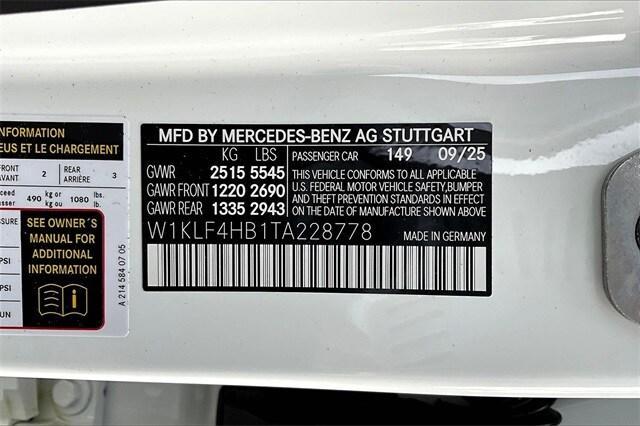 INFORMATION
EUS ET LE CHARGEMENT
FRONT AVANT 2 REAR ARRIÈRE 3
490 kg or ou 1080 lbs. lb.
SEE OWNER'S
MANUAL FOR
ADDITIONAL
INFORMATION
A 214 584 07 05
MFD BY MERCEDES-BENZ AG STUTTGART
KG LBS PASSENGER CAR 149 09/25
GVWR 2515 5545
GAWR FRONT 1220 2690
GAWR REAR 1335 2943
THIS VEHICLE CONFORMS TO ALL APPLICABLE
U.S. FEDERAL MOTOR VEHICLE SAFETY,BUMPER
AND THEFT PREVENTION STANDARDS IN EFFECT
ON THE DATE OF MANUFACTURE SHOWN ABOVE.
W1KLF4HB1TA228778 MADE IN GERMANY